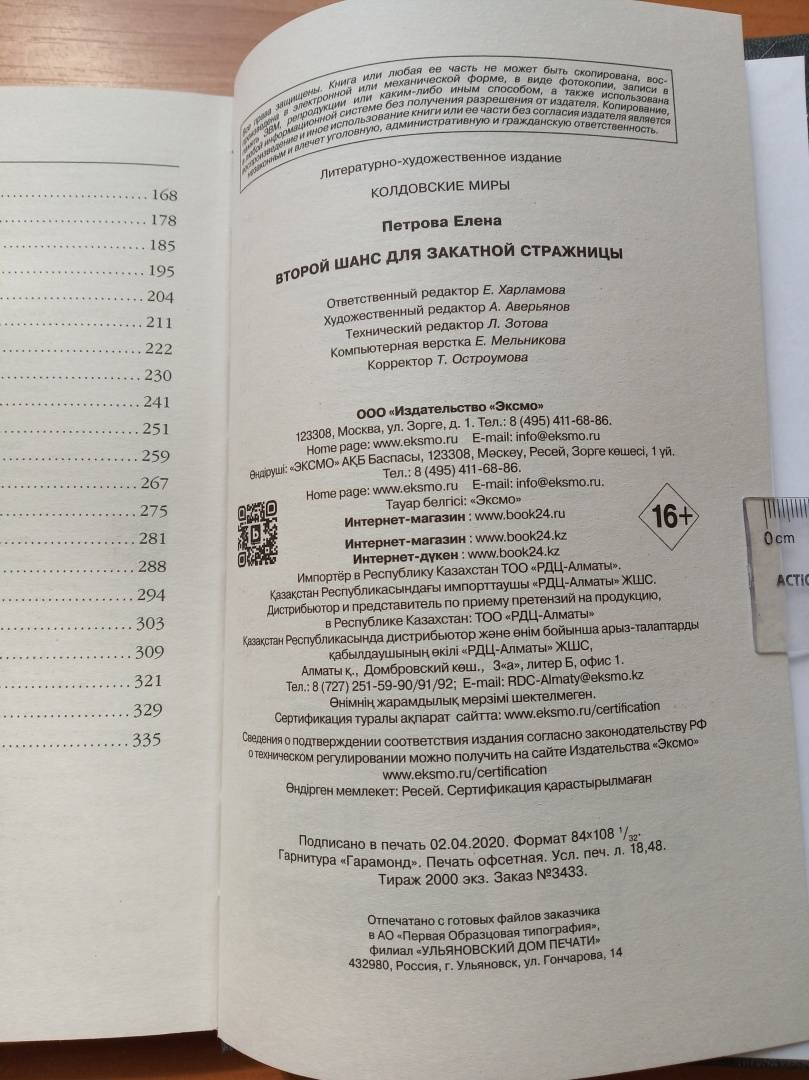 168
178
185
195
204
211
222
230
241
251
259
267
275
281
288
294
303
309
321
329
335
Все права защищены. Книга или любая ее часть не может быть скопирована, вос-
произведена в электронной или механической форме, в виде фотокопии, записи в
память ЭВМ, репродукции или каким-либо иным способом, а также использована
в любой информационной системе без получения разрешения от издателя. Копирование,
воспроизведение и иное использование книги или ее части без согласия издателя является
незаконным и влечет уголовную, административную и гражданскую ответственность.
Литературно-художественное издание
КОЛДОВСКИЕ МИРЫ
Петрова Елена
ВТОРОЙ ШАНС ДЛЯ ЗАКАТНОЙ СТРАЖНИЦЫ
Ответственный редактор Е. Харламова
Художественный редактор А. Аверьянов
Технический редактор Л. Зотова
Компьютерная верстка Е. Мельникова
Корректор Т. Остроумова
ООО «Издательство «Эксмо»
123308, Москва, ул. Зорге, д. 1. Тел.: 8 (495) 411-68-86.
Home page: www.eksmo.ru E-mail: info@eksmo.ru
Өндіруші: «ЭКСМО» АҚБ Баспасы, 123308, Мәскеу, Ресей, Зорге көшесі, 1 үй.
Тел.: 8 (495) 411-68-86.
Home page: www.eksmo.ru E-mail: info@eksmo.ru.
Тауар белгісі: «Эксмо»
Интернет-магазин : www.book24.ru
Интернет-магазин : www.book24.kz
Интернет-дүкен : www.book24.kz
Импортёр в Республику Казахстан ТОО «РДЦ-Алматы».
Қазақстан Республикасындағы импорттаушы «РДЦ-Алматы» ЖШС.
Дистрибьютор и представитель по приему претензий на продукцию,
в Республике Казахстан: ТОО «РДЦ-Алматы»
Қазақстан Республикасында дистрибьютор және өнім бойынша арыз-талаптарды
қабылдаушының өкілі «РДЦ-Алматы» ЖШС,
Алматы қ., Домбровский көш., 3«а», литер Б, офис 1.
Тел.: 8 (727) 251-59-90/91/92; E-mail: RDC-Almaty@eksmo.kz
Өнімнің жарамдылық мерзімі шектелмеген.
Сертификация туралы ақпарат сайтта: www.eksmo.ru/certification
Сведения о подтверждении соответствия издания согласно законодательству РФ
о техническом регулировании можно получить на сайте Издательства «Эксмо»
www.eksmo.ru/certification
Өндірген мемлекет: Ресей. Сертификация қарастырылмаған
16+
Подписано в печать 02.04.2020. Формат 84×108 1/32.
Гарнитура «Гарамонд». Печать офсетная. Усл. печ. л. 18,48.
Тираж 2000 экз. Заказ №3433.
Отпечатано с готовых файлов заказчика
в АО «Первая Образцовая типография»,
филиал «УЛЬЯНОВСКИЙ ДОМ ПЕЧАТИ»
432980, Россия, г. Ульяновск, ул. Гончарова, 14
0 cm